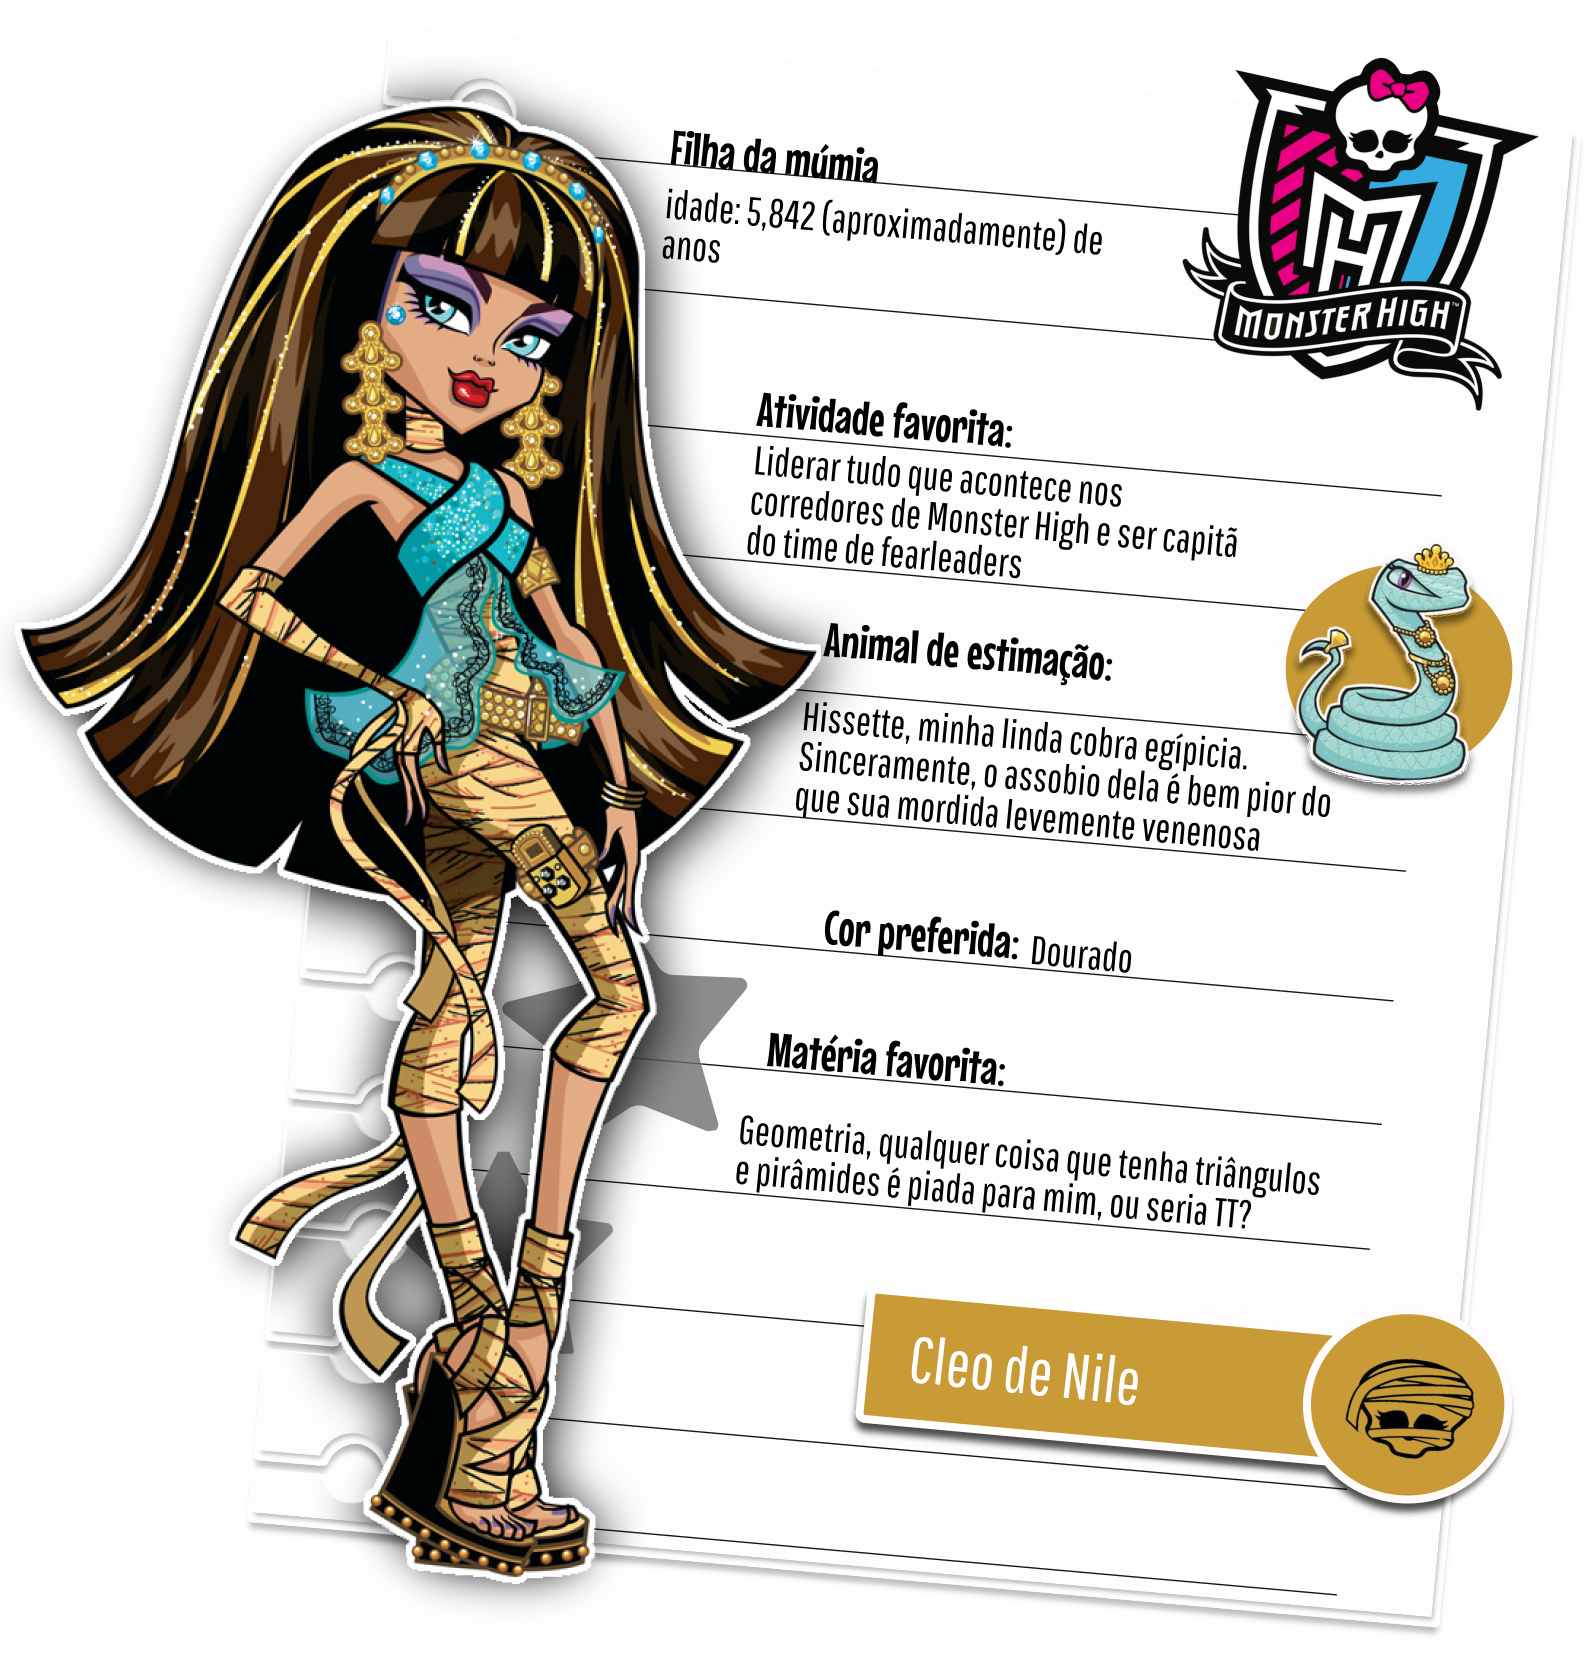 Filha da múmia
idade: 5,842 (aproximadamente) de
anos
MONSTER HIGH™
Atividade favorita:
Liderar tudo que acontece nos
corredores de Monster High e ser capitã
do time de fearleaders
Animal de estimação:
Hissette, minha linda cobra egípicia.
Sinceramente, o assobio dela é bem pior do
que sua mordida levemente venenosa
Cor preferida: Dourado
Matéria favorita:
Geometria, qualquer coisa que tenha triângulos
e pirâmides é piada para mim, ou seria TT?
Cleo de Nile